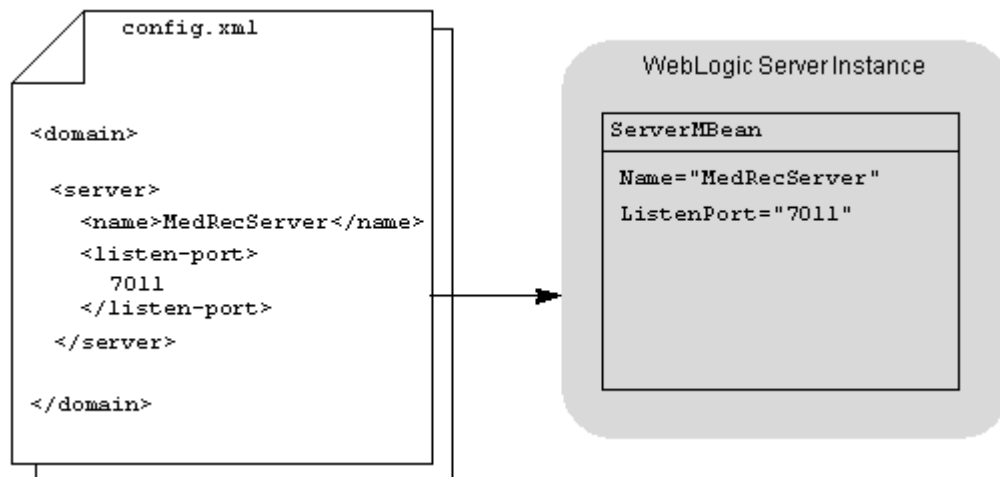 config.xml
<domain>
<server>
<name>MedRecServer</name>
<listen-port>
7011
</listen-port>
</server>
</domain>
WebLogic Server Instance
ServerMBean
Name="MedRecServer"
ListenPort="7011"